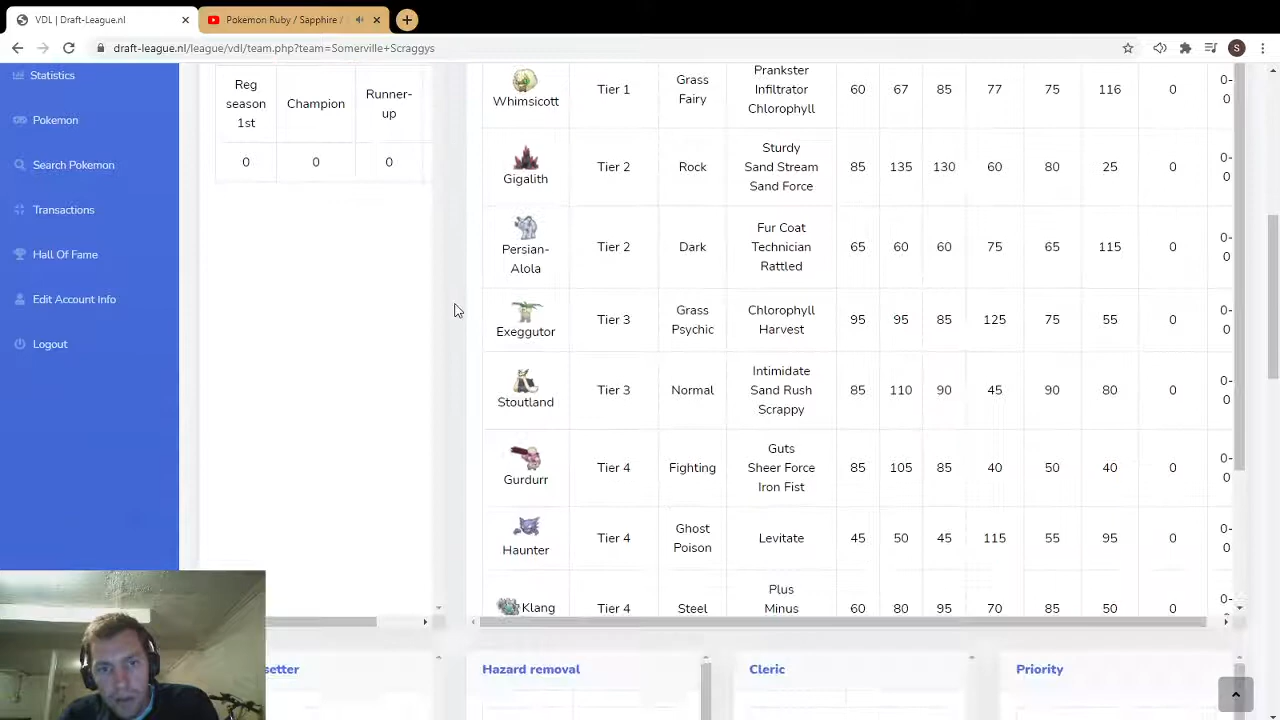 VDL | Draft-League.nl
Pokemon Ruby / Sapphire /
draft-league.nl/league/vdl/team.php?team=Somerville+Scraggys
S
Statistics
Pokemon
Search Pokemon
Transactions
Hall Of Fame
Edit Account Info
Logout
Reg season 1st Champion Runner-up
0 0 0
Whimsicott Tier 1 Grass Fairy Prankster Infiltrator Chlorophyll 60 67 85 77 75 116 0 0-0
Gigalith Tier 2 Rock Sturdy Sand Stream Sand Force 85 135 130 60 80 25 0 0-0
Persian-Alola Tier 2 Dark Fur Coat Technician Rattled 65 60 60 75 65 115 0 0-0
Exeggutor Tier 3 Grass Psychic Chlorophyll Harvest 95 95 85 125 75 55 0 0-0
Stoutland Tier 3 Normal Intimidate Sand Rush Scrappy 85 110 90 45 90 80 0 0-0
Gurdurr Tier 4 Fighting Guts Sheer Force Iron Fist 85 105 85 40 50 40 0 0-0
Haunter Tier 4 Ghost Poison Levitate 45 50 45 115 55 95 0 0-0
Klang Tier 4 Steel Plus Minus 60 80 95 70 85 50 0 0-
setter
Hazard removal
Cleric
Priority